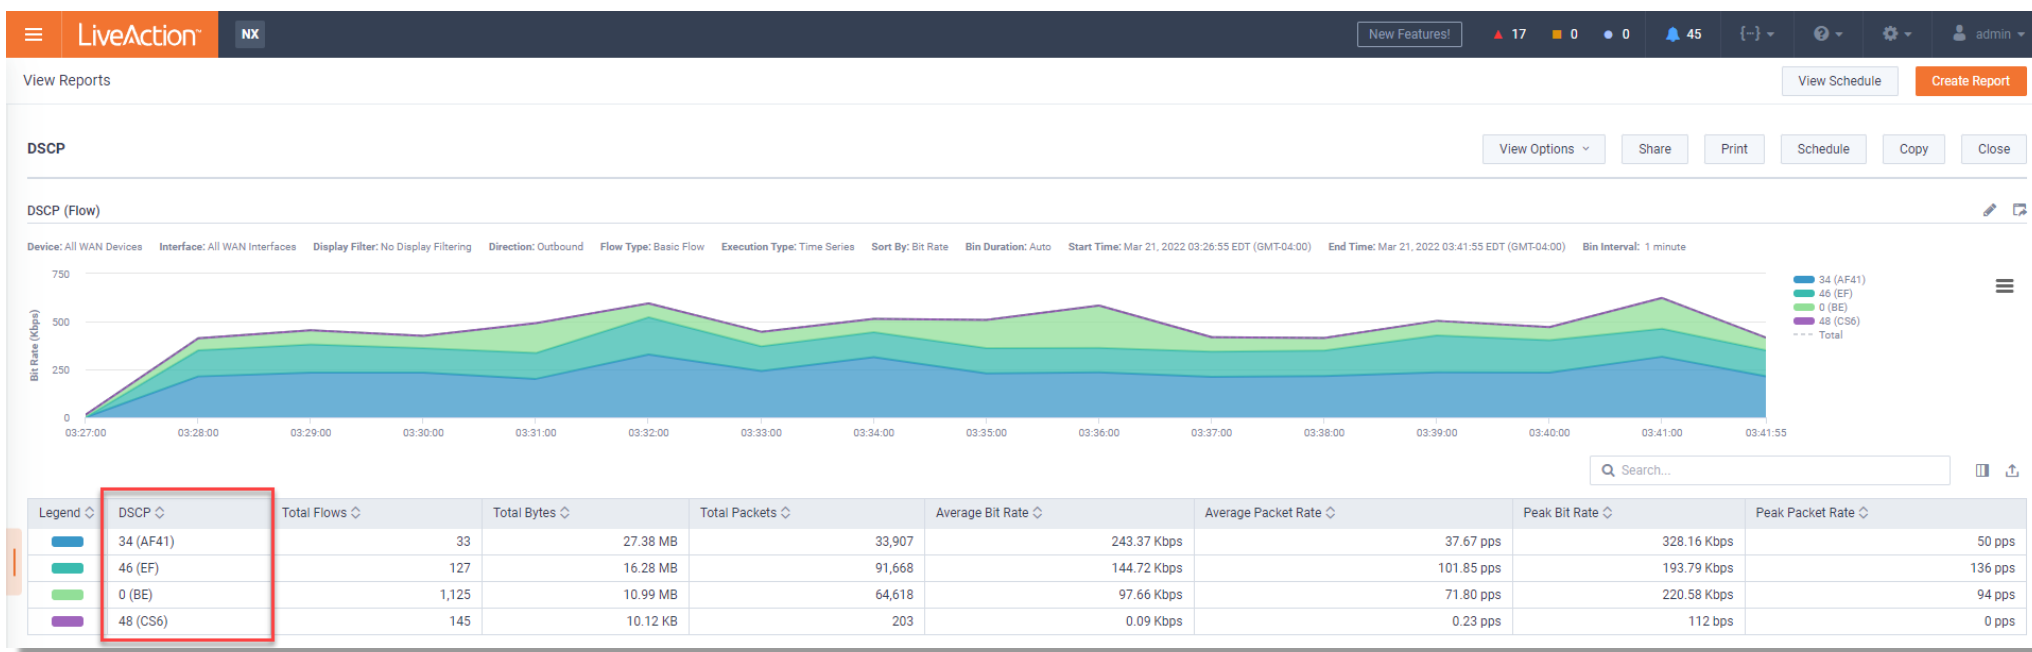 LiveAction™ NX New Features! 17 0 0 45 {···} admin
View Reports View Schedule Create Report
DSCP View Options Share Print Schedule Copy Close
DSCP (Flow)
Device: All WAN Devices Interface: All WAN Interfaces Display Filter: No Display Filtering Direction: Outbound Flow Type: Basic Flow Execution Type: Time Series Sort By: Bit Rate Bin Duration: Auto Start Time: Mar 21, 2022 03:26:55 EDT (GMT-04:00) End Time: Mar 21, 2022 03:41:55 EDT (GMT-04:00) Bin Interval: 1 minute
Bit Rate (Kbps)
750
500
250
0
03:27:00 03:28:00 03:29:00 03:30:00 03:31:00 03:32:00 03:33:00 03:34:00 03:35:00 03:36:00 03:37:00 03:38:00 03:39:00 03:40:00 03:41:00 03:41:55
34 (AF41)
46 (EF)
0 (BE)
48 (CS6)
Total
Search...
Legend DSCP Total Flows Total Bytes Total Packets Average Bit Rate Average Packet Rate Peak Bit Rate Peak Packet Rate
34 (AF41) 33 27.38 MB 33,907 243.37 Kbps 37.67 pps 328.16 Kbps 50 pps
46 (EF) 127 16.28 MB 91,668 144.72 Kbps 101.85 pps 193.79 Kbps 136 pps
0 (BE) 1,125 10.99 MB 64,618 97.66 Kbps 71.80 pps 220.58 Kbps 94 pps
48 (CS6) 145 10.12 KB 203 0.09 Kbps 0.23 pps 112 bps 0 pps